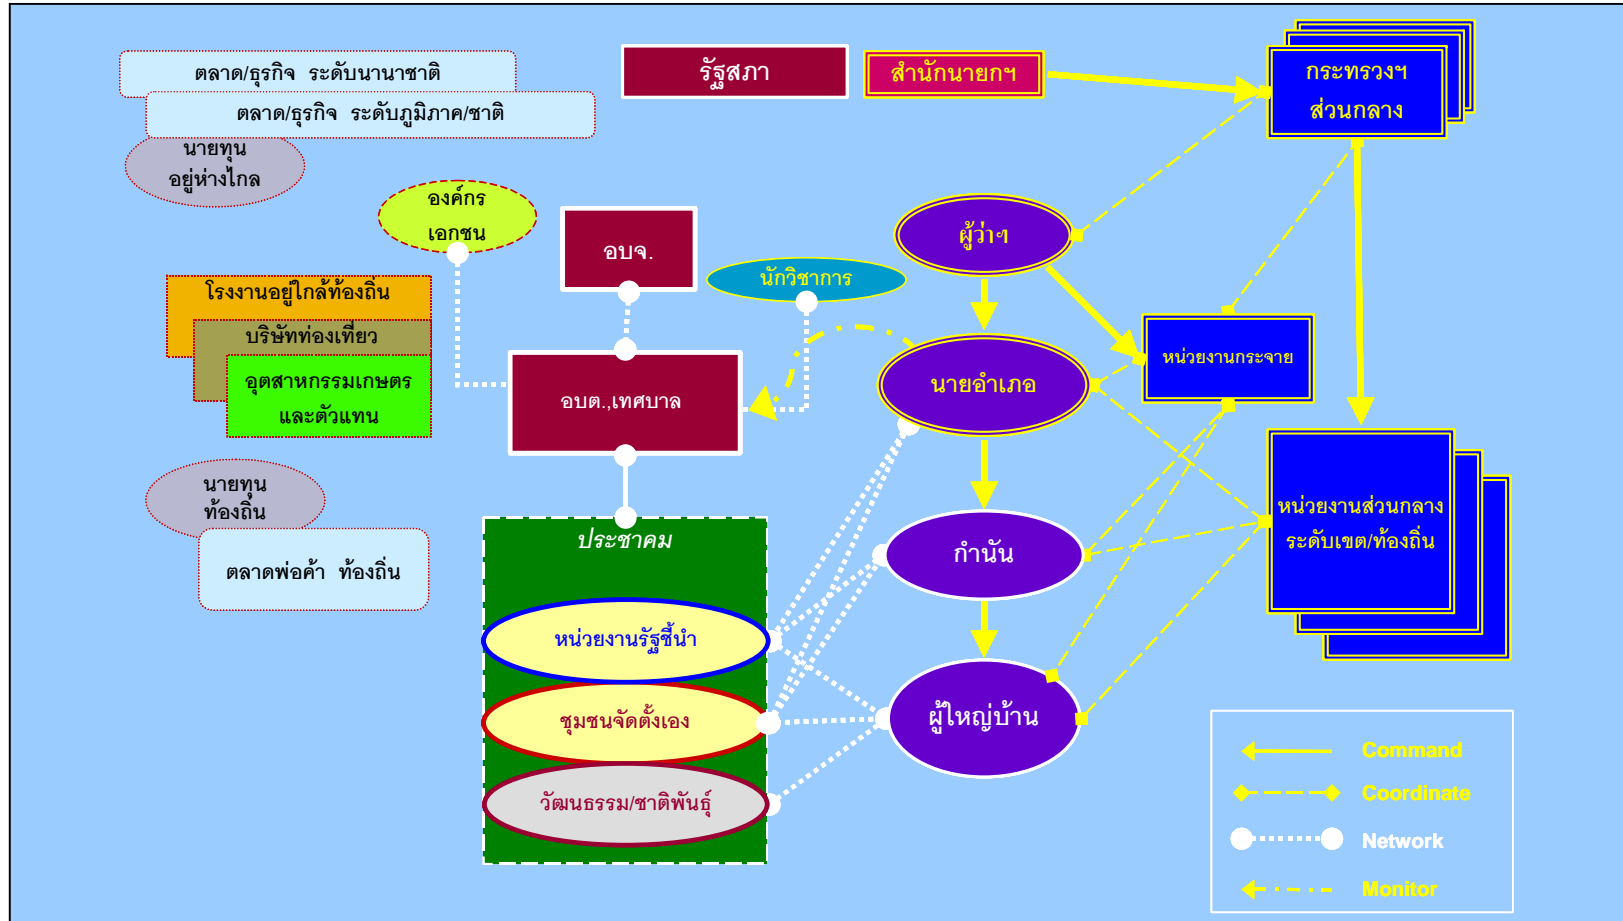 ตลาด/ธุรกิจ ระดับนานาชาติ
ตลาด/ธุรกิจ ระดับภูมิภาค/ชาติ
นายทุน
อยู่ห่างไกล
รัฐสภา
สำนักนายกฯ
กระทรวงฯ
ส่วนกลาง
องค์กร
เอกชน
อบจ.
นักวิชาการ
ผู้ว่าฯ
โรงงานอยู่ใกล้ท้องถิ่น
บริษัทท่องเที่ยว
อุตสาหกรรมเกษตร
และตัวแทน
อบต.,เทศบาล
นายอำเภอ
หน่วยงานกระจาย
นายทุน
ท้องถิ่น
ตลาดพ่อค้า ท้องถิ่น
ประชาคม
กำนัน
หน่วยงานส่วนกลาง
ระดับเขต/ท้องถิ่น
หน่วยงานรัฐชี้นำ
ชุมชนจัดตั้งเอง
วัฒนธรรม/ชาติพันธุ์
ผู้ใหญ่บ้าน
Command
Coordinate
Network
Monitor